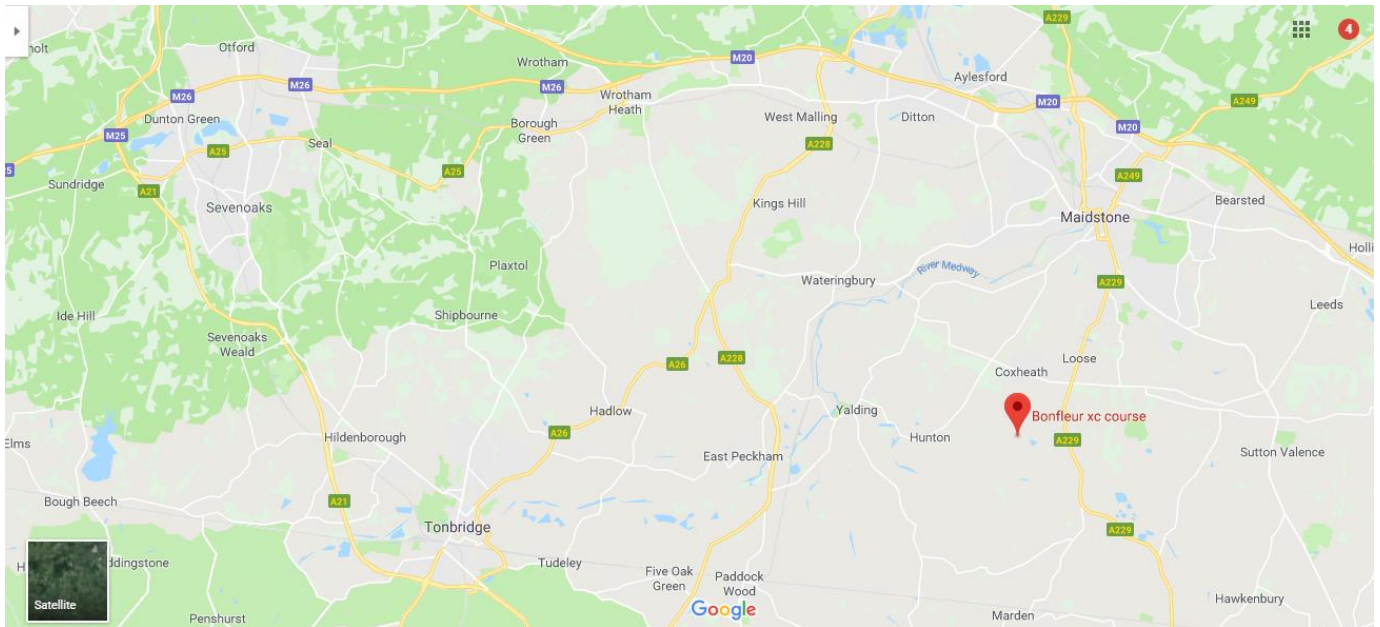 A229
4
holt
Otford
Wrotham
M20
Aylesford
M26
M26
M26
Wrotham
Heath
A249
Dunton Green
West Malling
Ditton
M20
Borough
Green
M20
M25
Seal
A228
A25
25
A25
A249
Sundridge
A21
Sevenoaks
Kings Hill
Bearsted
Maidstone
Holli
Plaxtol
River Medway
Wateringbury
A229
Leeds
Ide Hill
Shipbourne
Sevenoaks
Weald
A228
Loose
A26
Coxheath
Hadlow
Yalding
Bonfleur xc course
Elms
Hildenborough
A26
Hunton
A229
East Peckham
Sutton Valence
Bough Beech
A21
Tonbridge
A229
H
ddingstone
Tudeley
Five Oak
Green
Paddock
Wood
Satellite
Google
Hawkenbury
Penshurst
Marden